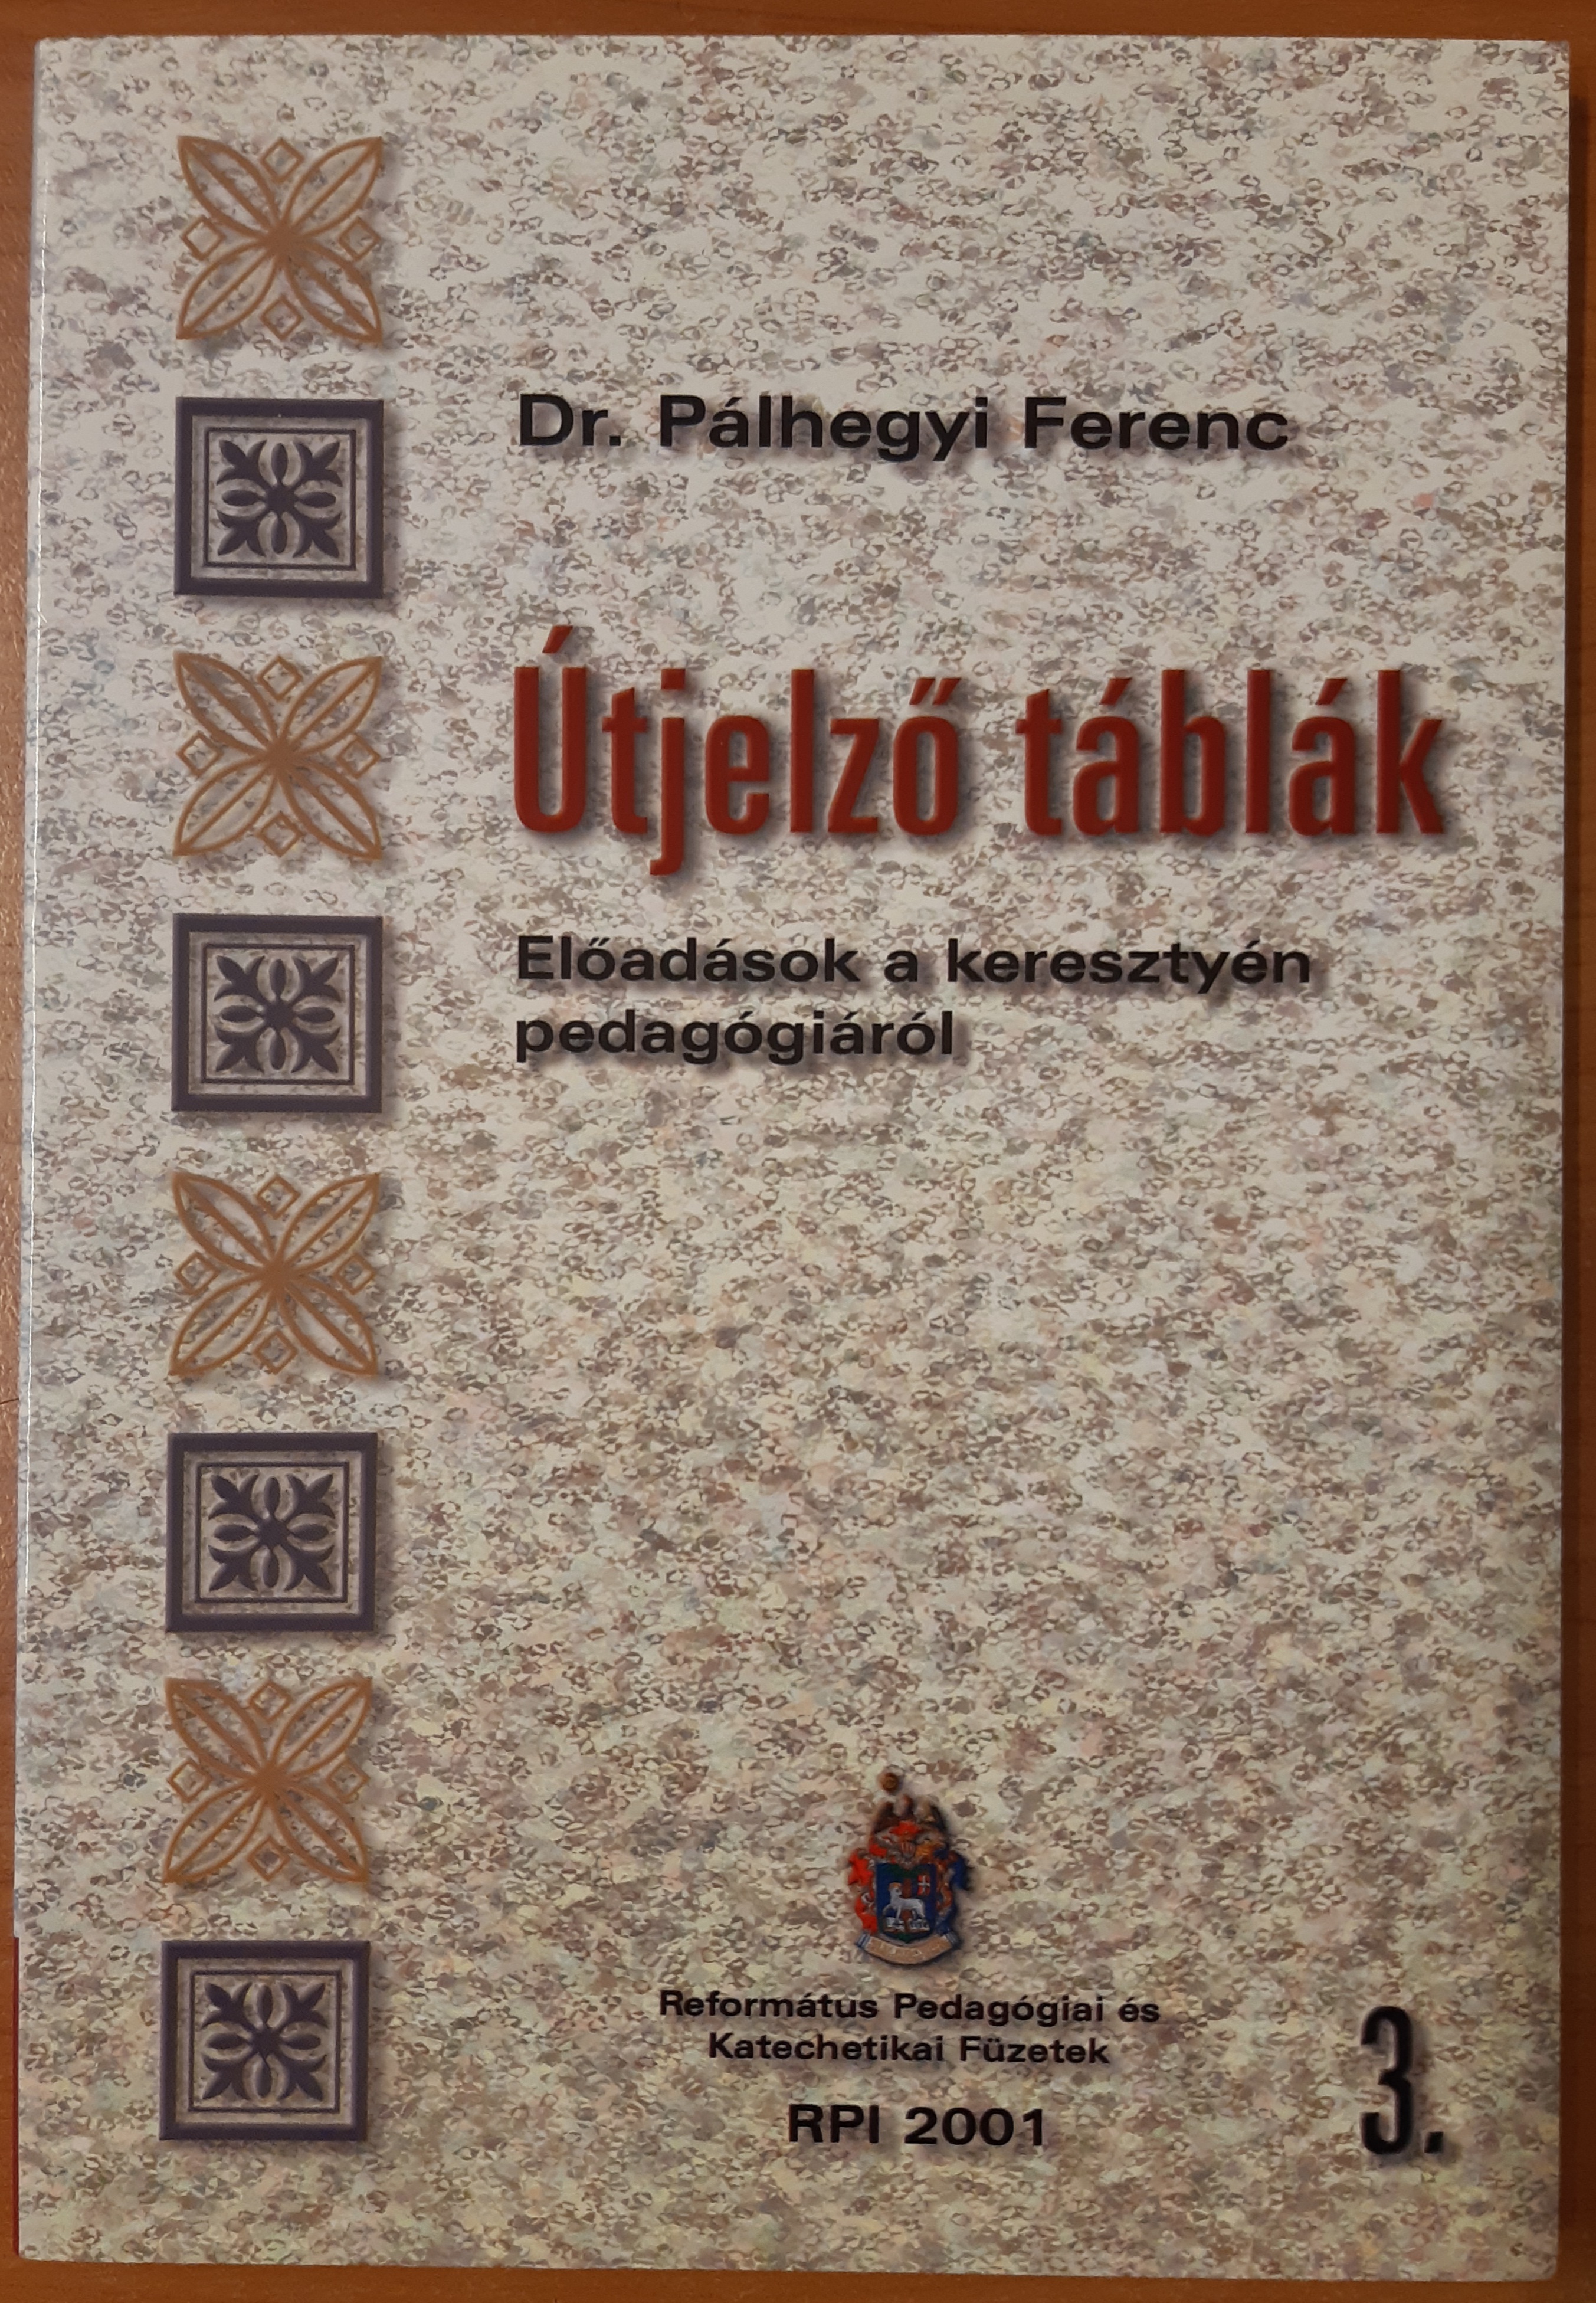 Dr. Pálhegyi Ferenc
Útjelző táblák
Előadások a keresztyén
pedagógiáról
Református Pedagógiai és
Katechetikai Füzetek
RPI 2001
3.